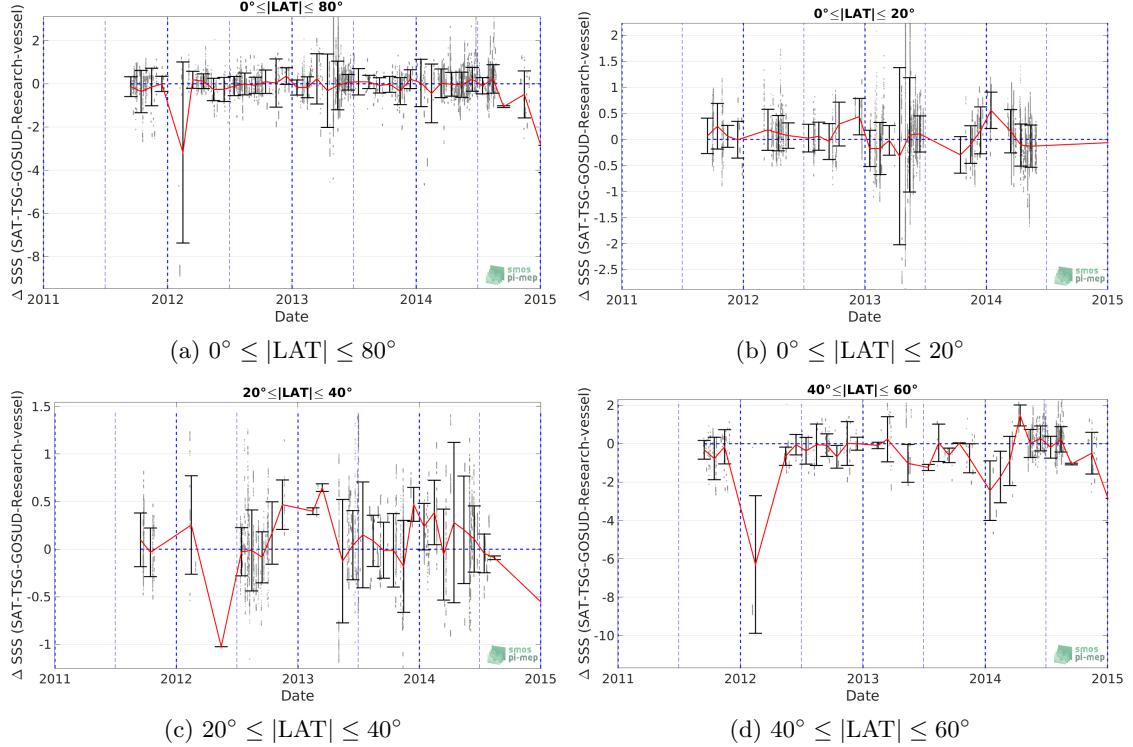 0°≤|LAT|≤ 80°
Δ SSS (SAT-TSG-GOSUD-Research-vessel)
2
0
-2
-4
-6
-8
2011
2012
2013
2014
2015
Date
smos
pi-mep
(a) 0° ≤ |LAT| ≤ 80°
0°≤|LAT|≤ 20°
Δ SSS (SAT-TSG-GOSUD-Research-vessel)
2
1.5
1
0.5
0
-0.5
-1
-1.5
-2
-2.5
2011
2012
2013
2014
2015
Date
smos
pi-mep
(b) 0° ≤ |LAT| ≤ 20°
20°≤|LAT|≤ 40°
Δ SSS (SAT-TSG-GOSUD-Research-vessel)
1.5
1
0.5
0
-0.5
-1
2011
2012
2013
2014
2015
Date
smos
pi-mep
(c) 20° ≤ |LAT| ≤ 40°
40°≤|LAT|≤ 60°
Δ SSS (SAT-TSG-GOSUD-Research-vessel)
2
0
-2
-4
-6
-8
-10
2011
2012
2013
2014
2015
Date
smos
pi-mep
(d) 40° ≤ |LAT| ≤ 60°